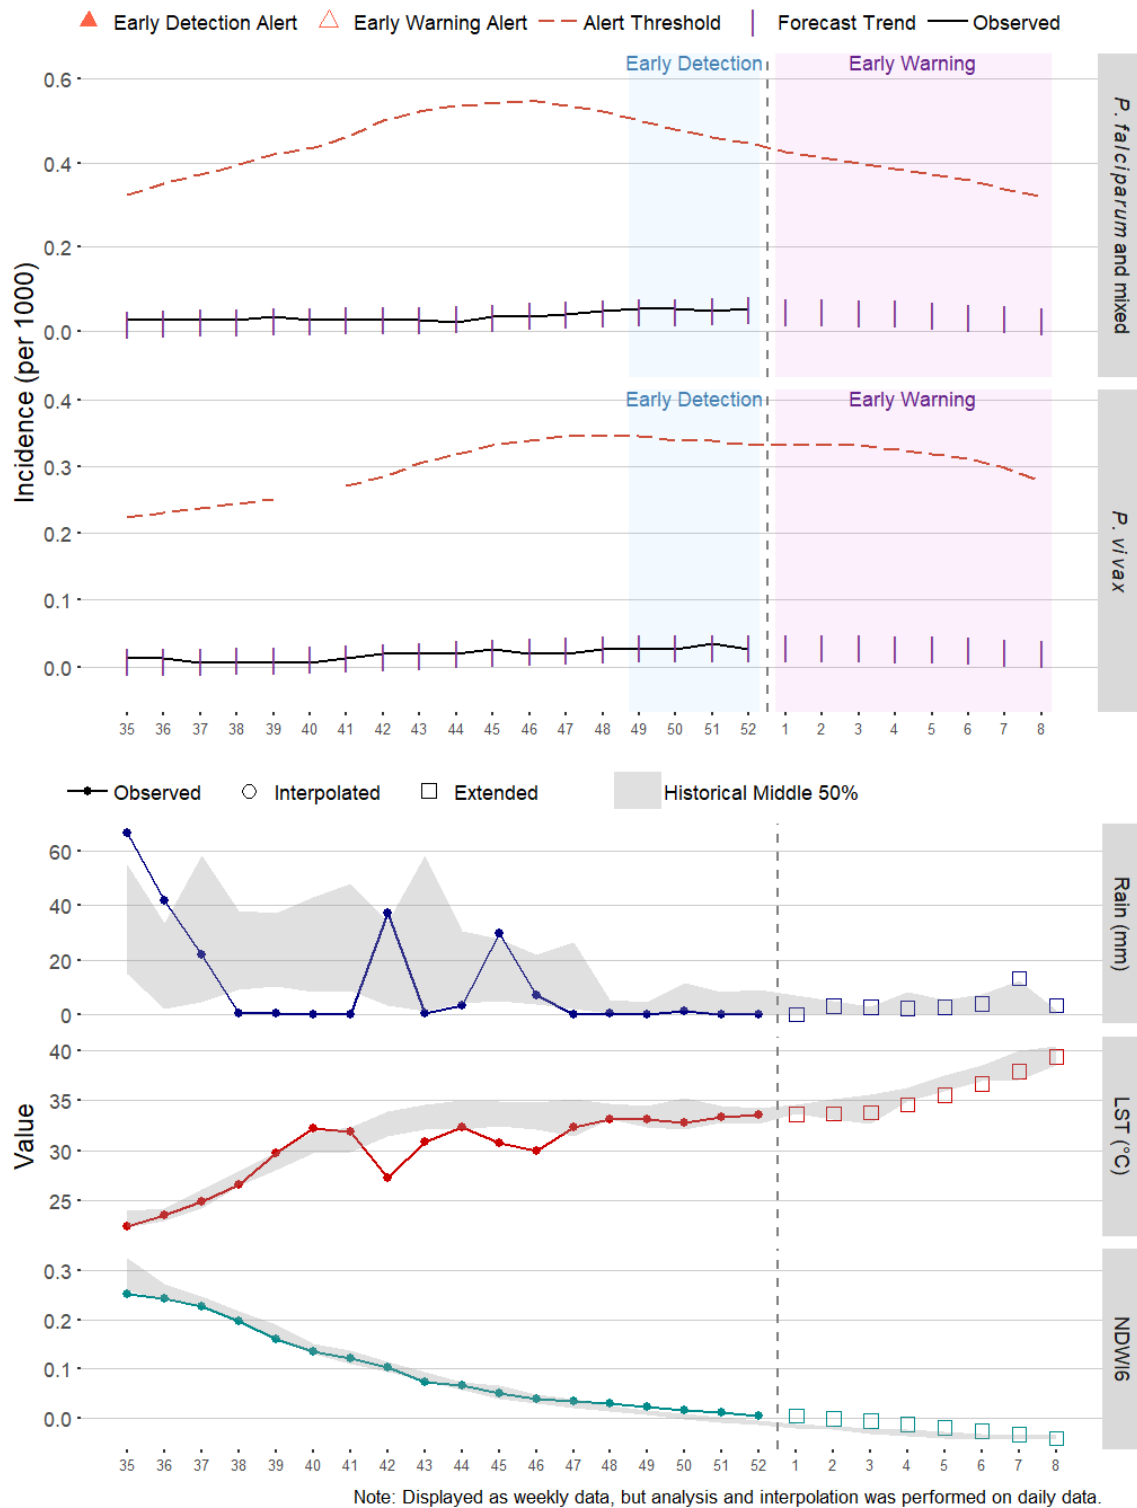 Early Detection Alert Early Warning Alert Alert Threshold Forecast Trend Observed
Early Detection Early Warning
0.6
0.4
0.2
0.0
P. falciparum and mixed
Incidence (per 1000)
Early Detection Early Warning
0.4
0.3
0.2
0.1
0.0
P. vivax
35 36 37 38 39 40 41 42 43 44 45 46 47 48 49 50 51 52 1 2 3 4 5 6 7 8
Observed Interpolated Extended Historical Middle 50%
60
40
20
0
Rain (mm)
Value
40
35
30
25
LST (°C)
0.3
0.2
0.1
0.0
NDWI6
35 36 37 38 39 40 41 42 43 44 45 46 47 48 49 50 51 52 1 2 3 4 5 6 7 8
Note: Displayed as weekly data, but analysis and interpolation was performed on daily data.